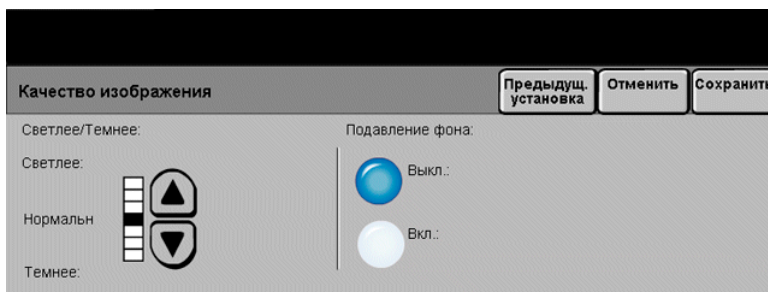 Качество изображения
Предыдущ.
установка
Отменить
Сохранить
Светлее/Темнее:
Подавление фона:
Светлее:
Выкл.:
Нормальн
Вкл.:
Темнее: